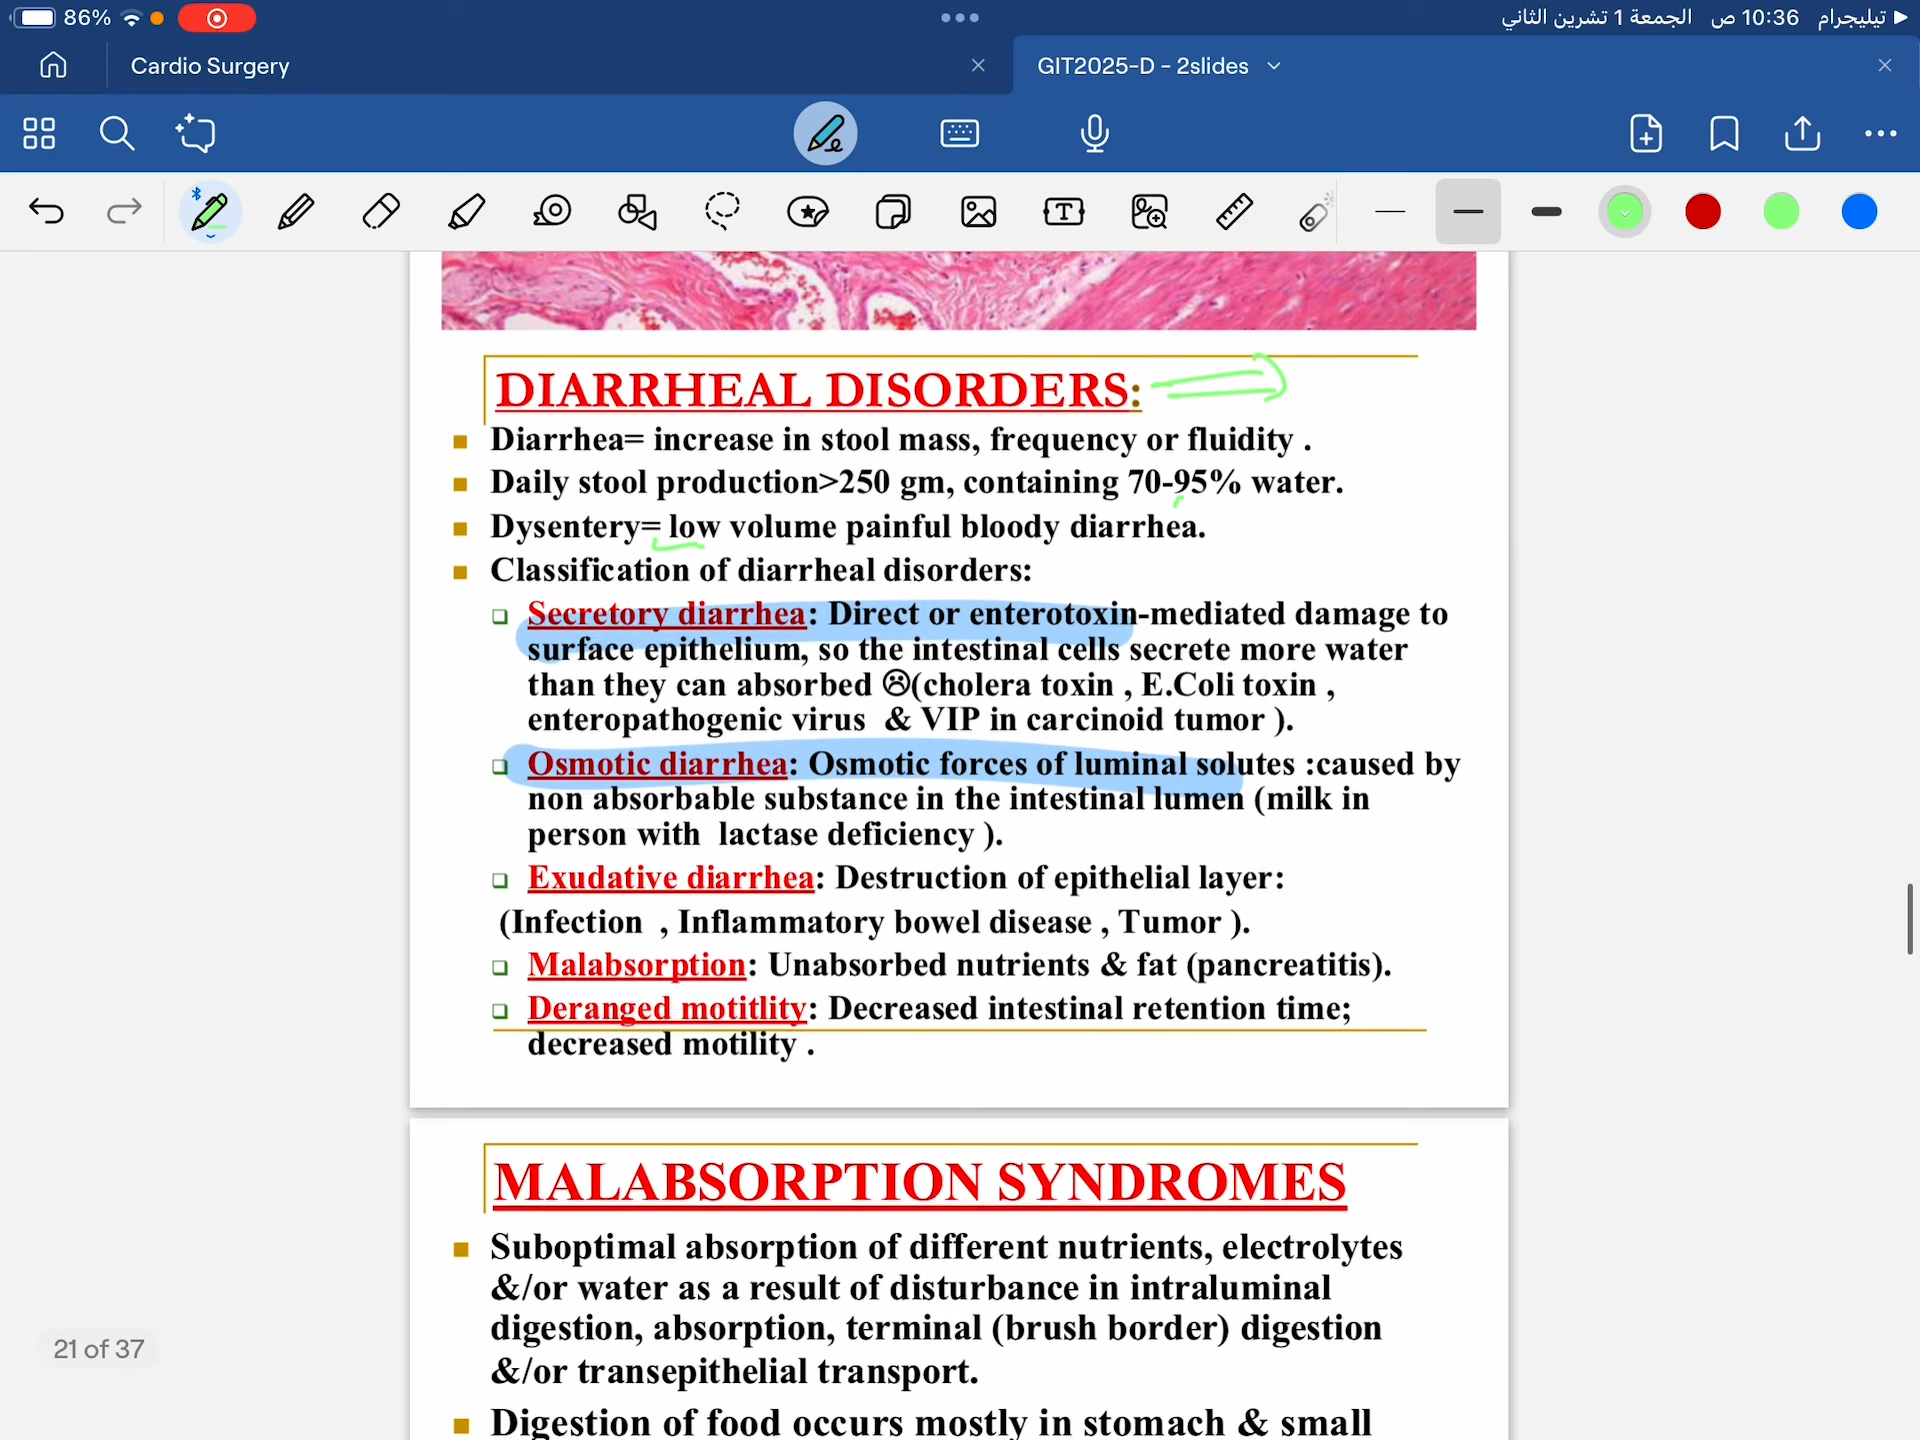 86%
10:36 ص الجمعة 1 تشرين الثاني
تيليجرام
Cardio Surgery
GIT2025-D - 2slides
DIARRHEAL DISORDERS:
Diarrhea= increase in stool mass, frequency or fluidity .
Daily stool production>250 gm, containing 70-95% water.
Dysentery= low volume painful bloody diarrhea.
Classification of diarrheal disorders:
Secretory diarrhea: Direct or enterotoxin-mediated damage to
surface epithelium, so the intestinal cells secrete more water
than they can absorbed ☹(cholera toxin , E.Coli toxin ,
enteropathogenic virus & VIP in carcinoid tumor ).
Osmotic diarrhea: Osmotic forces of luminal solutes :caused by
non absorbable substance in the intestinal lumen (milk in
person with lactase deficiency ).
Exudative diarrhea: Destruction of epithelial layer:
(Infection , Inflammatory bowel disease , Tumor ).
Malabsorption: Unabsorbed nutrients & fat (pancreatitis).
Deranged motitlity: Decreased intestinal retention time;
decreased motility .
MALABSORPTION SYNDROMES
Suboptimal absorption of different nutrients, electrolytes
&/or water as a result of disturbance in intraluminal
digestion, absorption, terminal (brush border) digestion
&/or transepithelial transport.
Digestion of food occurs mostly in stomach & small
21 of 37